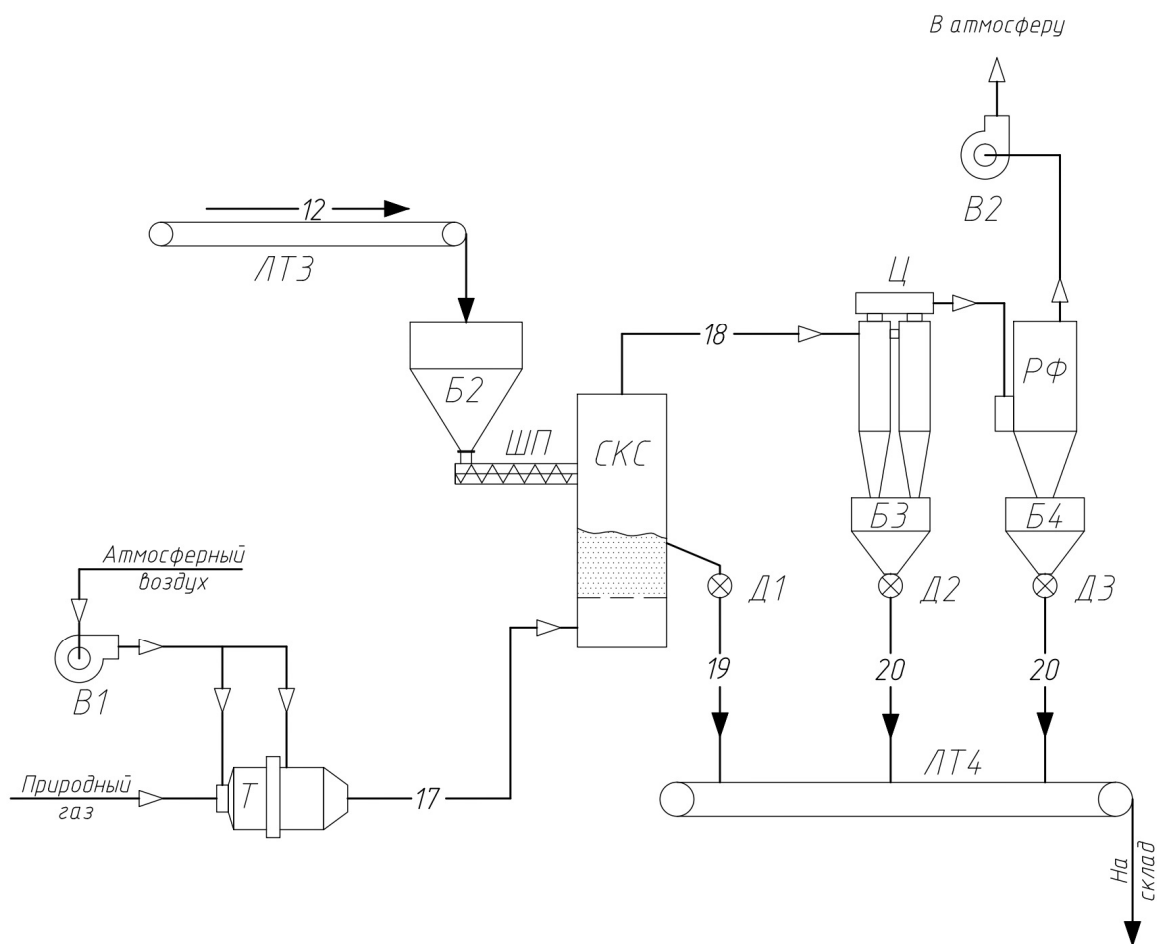 В атмосферу
В2
12
ЛТ3
Ц
18
Б2
РФ
ШП
СКС
Б3
Б4
Атмосферный
воздух
Д1
Д2
Д3
19
20
20
В1
ЛТ4
Природный
газ
Т
17
На
склад